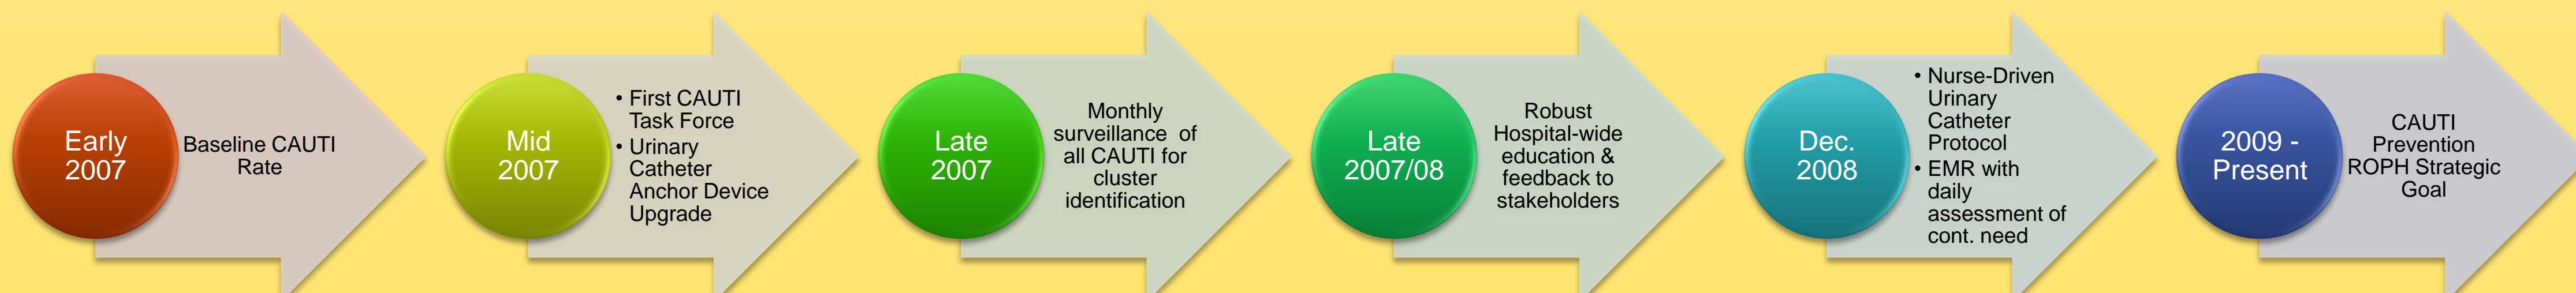 Early
2007
Baseline CAUTI
Rate
Mid
2007
• First CAUTI
Task Force
• Urinary
Catheter
Anchor Device
Upgrade
Late
2007
Monthly
surveillance of
all CAUTI for
cluster
identification
Late
2007/08
Robust
Hospital-wide
education &
feedback to
stakeholders
Dec.
2008
• Nurse-Driven
Urinary
Catheter
Protocol
• EMR with
daily
assessment of
cont. need
2009 -
Present
CAUTI
Prevention
ROPH Strategic
Goal